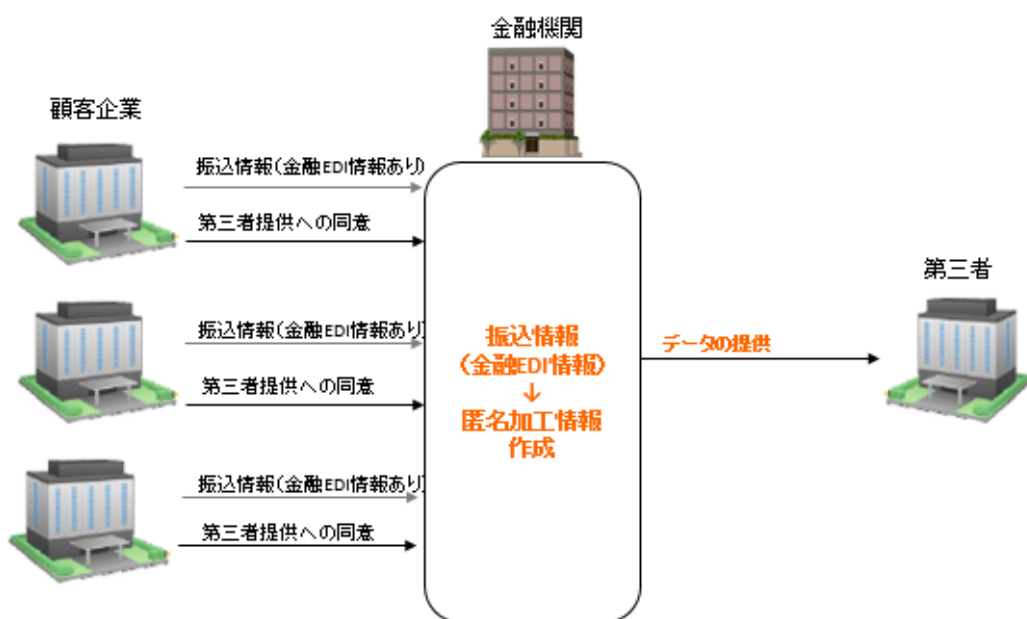 金融機関
顧客企業
振込情報(金融EDI情報あり)
第三者提供への同意
第三者
振込情報(金融EDI情報あり)
第三者提供への同意
振込情報
(金融EDI情報)
↓
匿名加工情報
作成
データの提供
振込情報(金融EDI情報あり)
第三者提供への同意